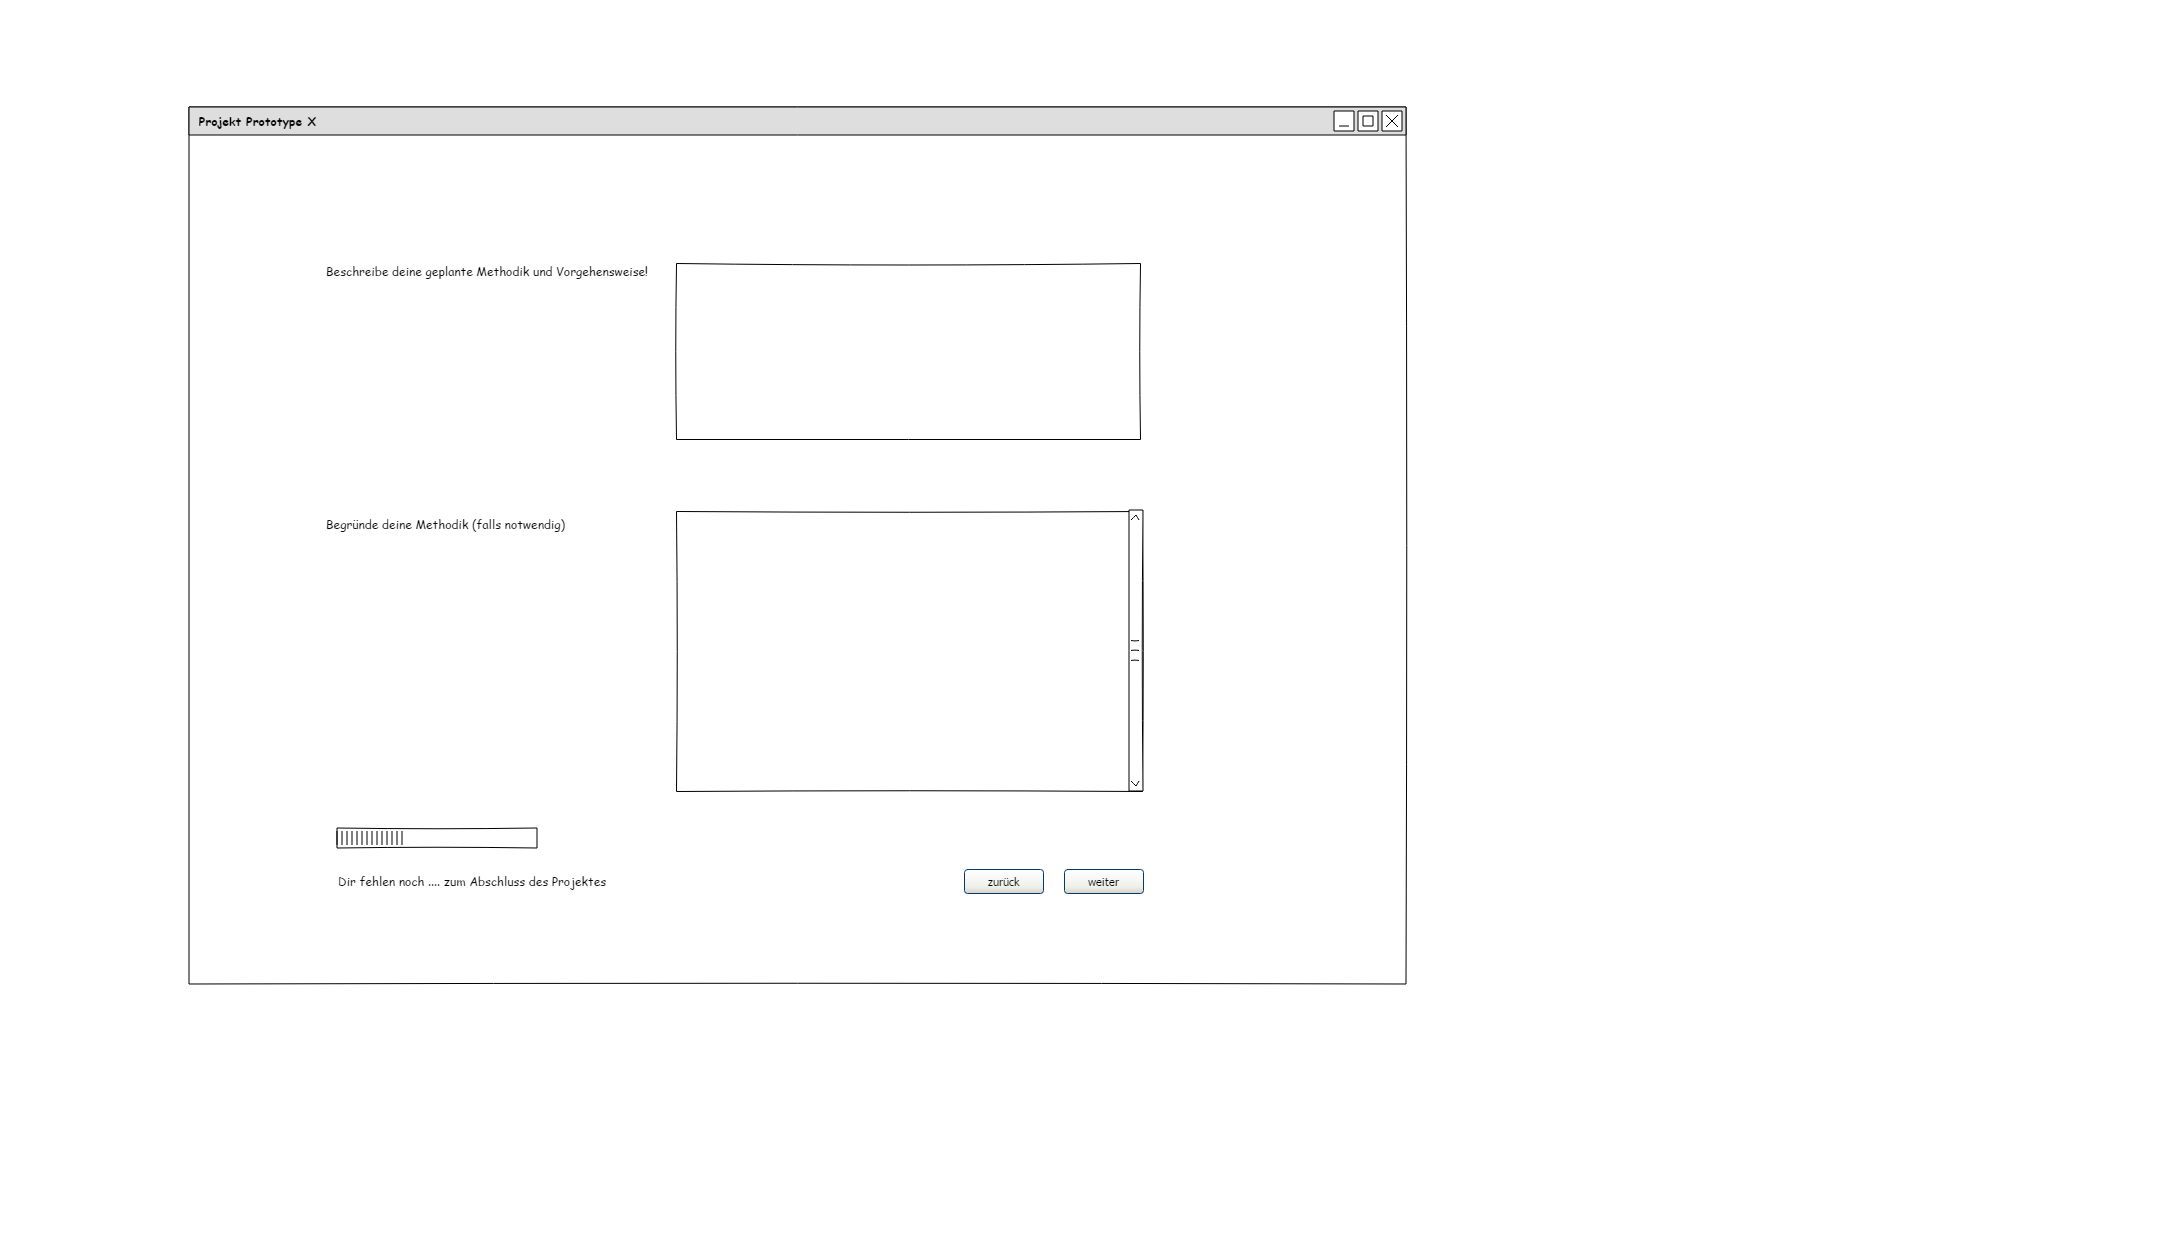 Projekt Prototype X
Beschreibe deine geplante Methodik und Vorgehensweise!
Begründe deine Methodik (falls notwendig)
Dir fehlen noch .... zum Abschluss des Projektes
zurück
weiter